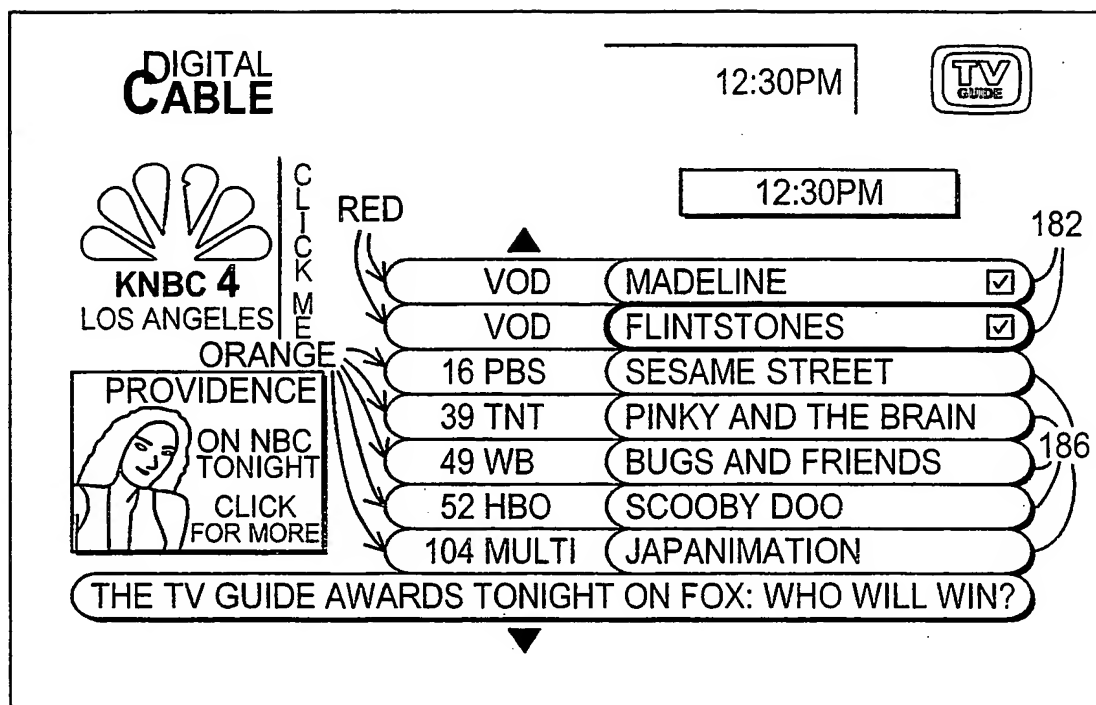 DIGITAL
CABLE
12:30PM
TV
GUIDE
KNBC 4
LOS ANGELES
CLICK ME
12:30PM
RED
182
VOD MADELINE
VOD FLINTSTONES
ORANGE
16 PBS SESAME STREET
39 TNT PINKY AND THE BRAIN
49 WB BUGS AND FRIENDS
186
52 HBO SCOOBY DOO
104 MULTI JAPANIMATION
PROVIDENCE
ON NBC
TONIGHT
CLICK
FOR MORE
THE TV GUIDE AWARDS TONIGHT ON FOX: WHO WILL WIN?